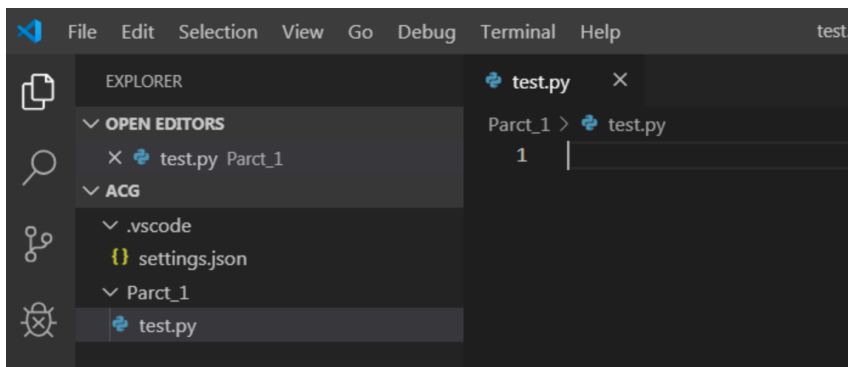 File Edit Selection View Go Debug Terminal Help test.
EXPLORER
OPEN EDITORS
test.py Parct_1
ACG
.vscode
{} settings.json
Parct_1
test.py
test.py
Parct_1 > test.py
1